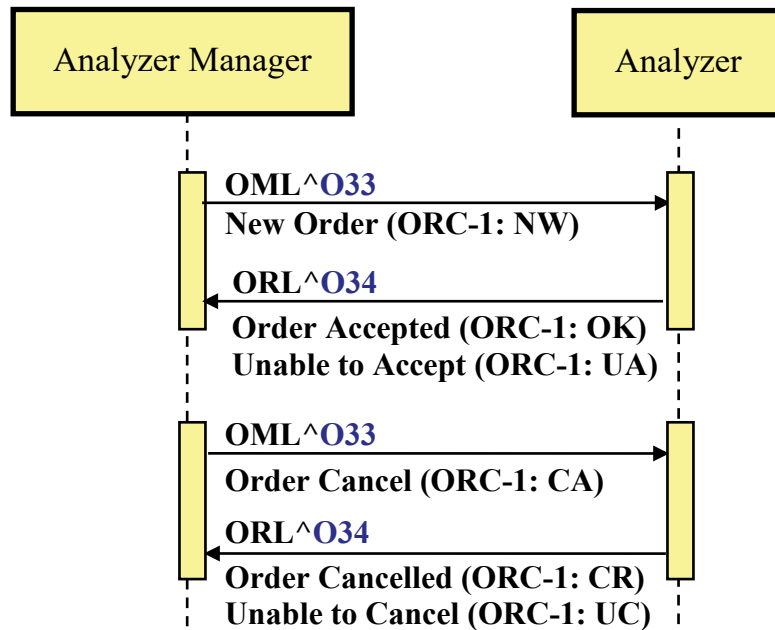 Analyzer Manager
Analyzer
OML^O33
New Order (ORC-1: NW)
ORL^O34
Order Accepted (ORC-1: OK)
Unable to Accept (ORC-1: UA)
OML^O33
Order Cancel (ORC-1: CA)
ORL^O34
Order Cancelled (ORC-1: CR)
Unable to Cancel (ORC-1: UC)